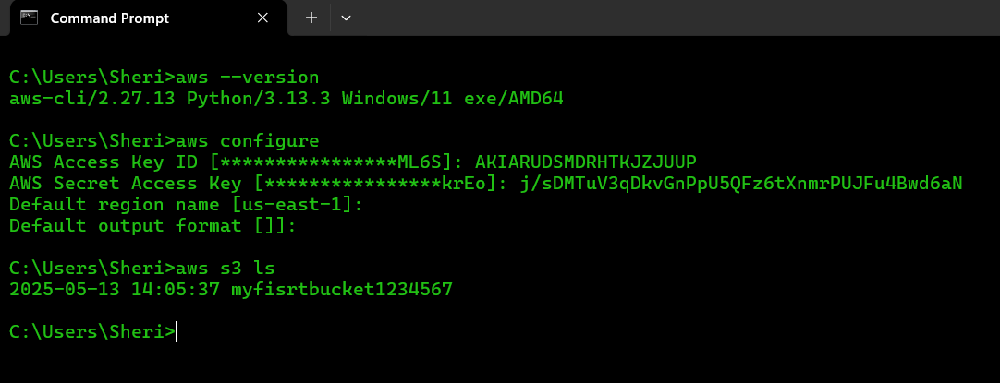 Command Prompt
C:\Users\Sheri>aws --version
aws-cli/2.27.13 Python/3.13.3 Windows/11 exe/AMD64
C:\Users\Sheri>aws configure
AWS Access Key ID [****************ML6S]: AKIARUDSMDRHTKJZJUUP
AWS Secret Access Key [****************krEo]: 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
Default region name [us-east-1]:
Default output format []]:
C:\Users\Sheri>aws s3 ls
2025-05-13 14:05:37 myfisrtbucket1234567
C:\Users\Sheri>